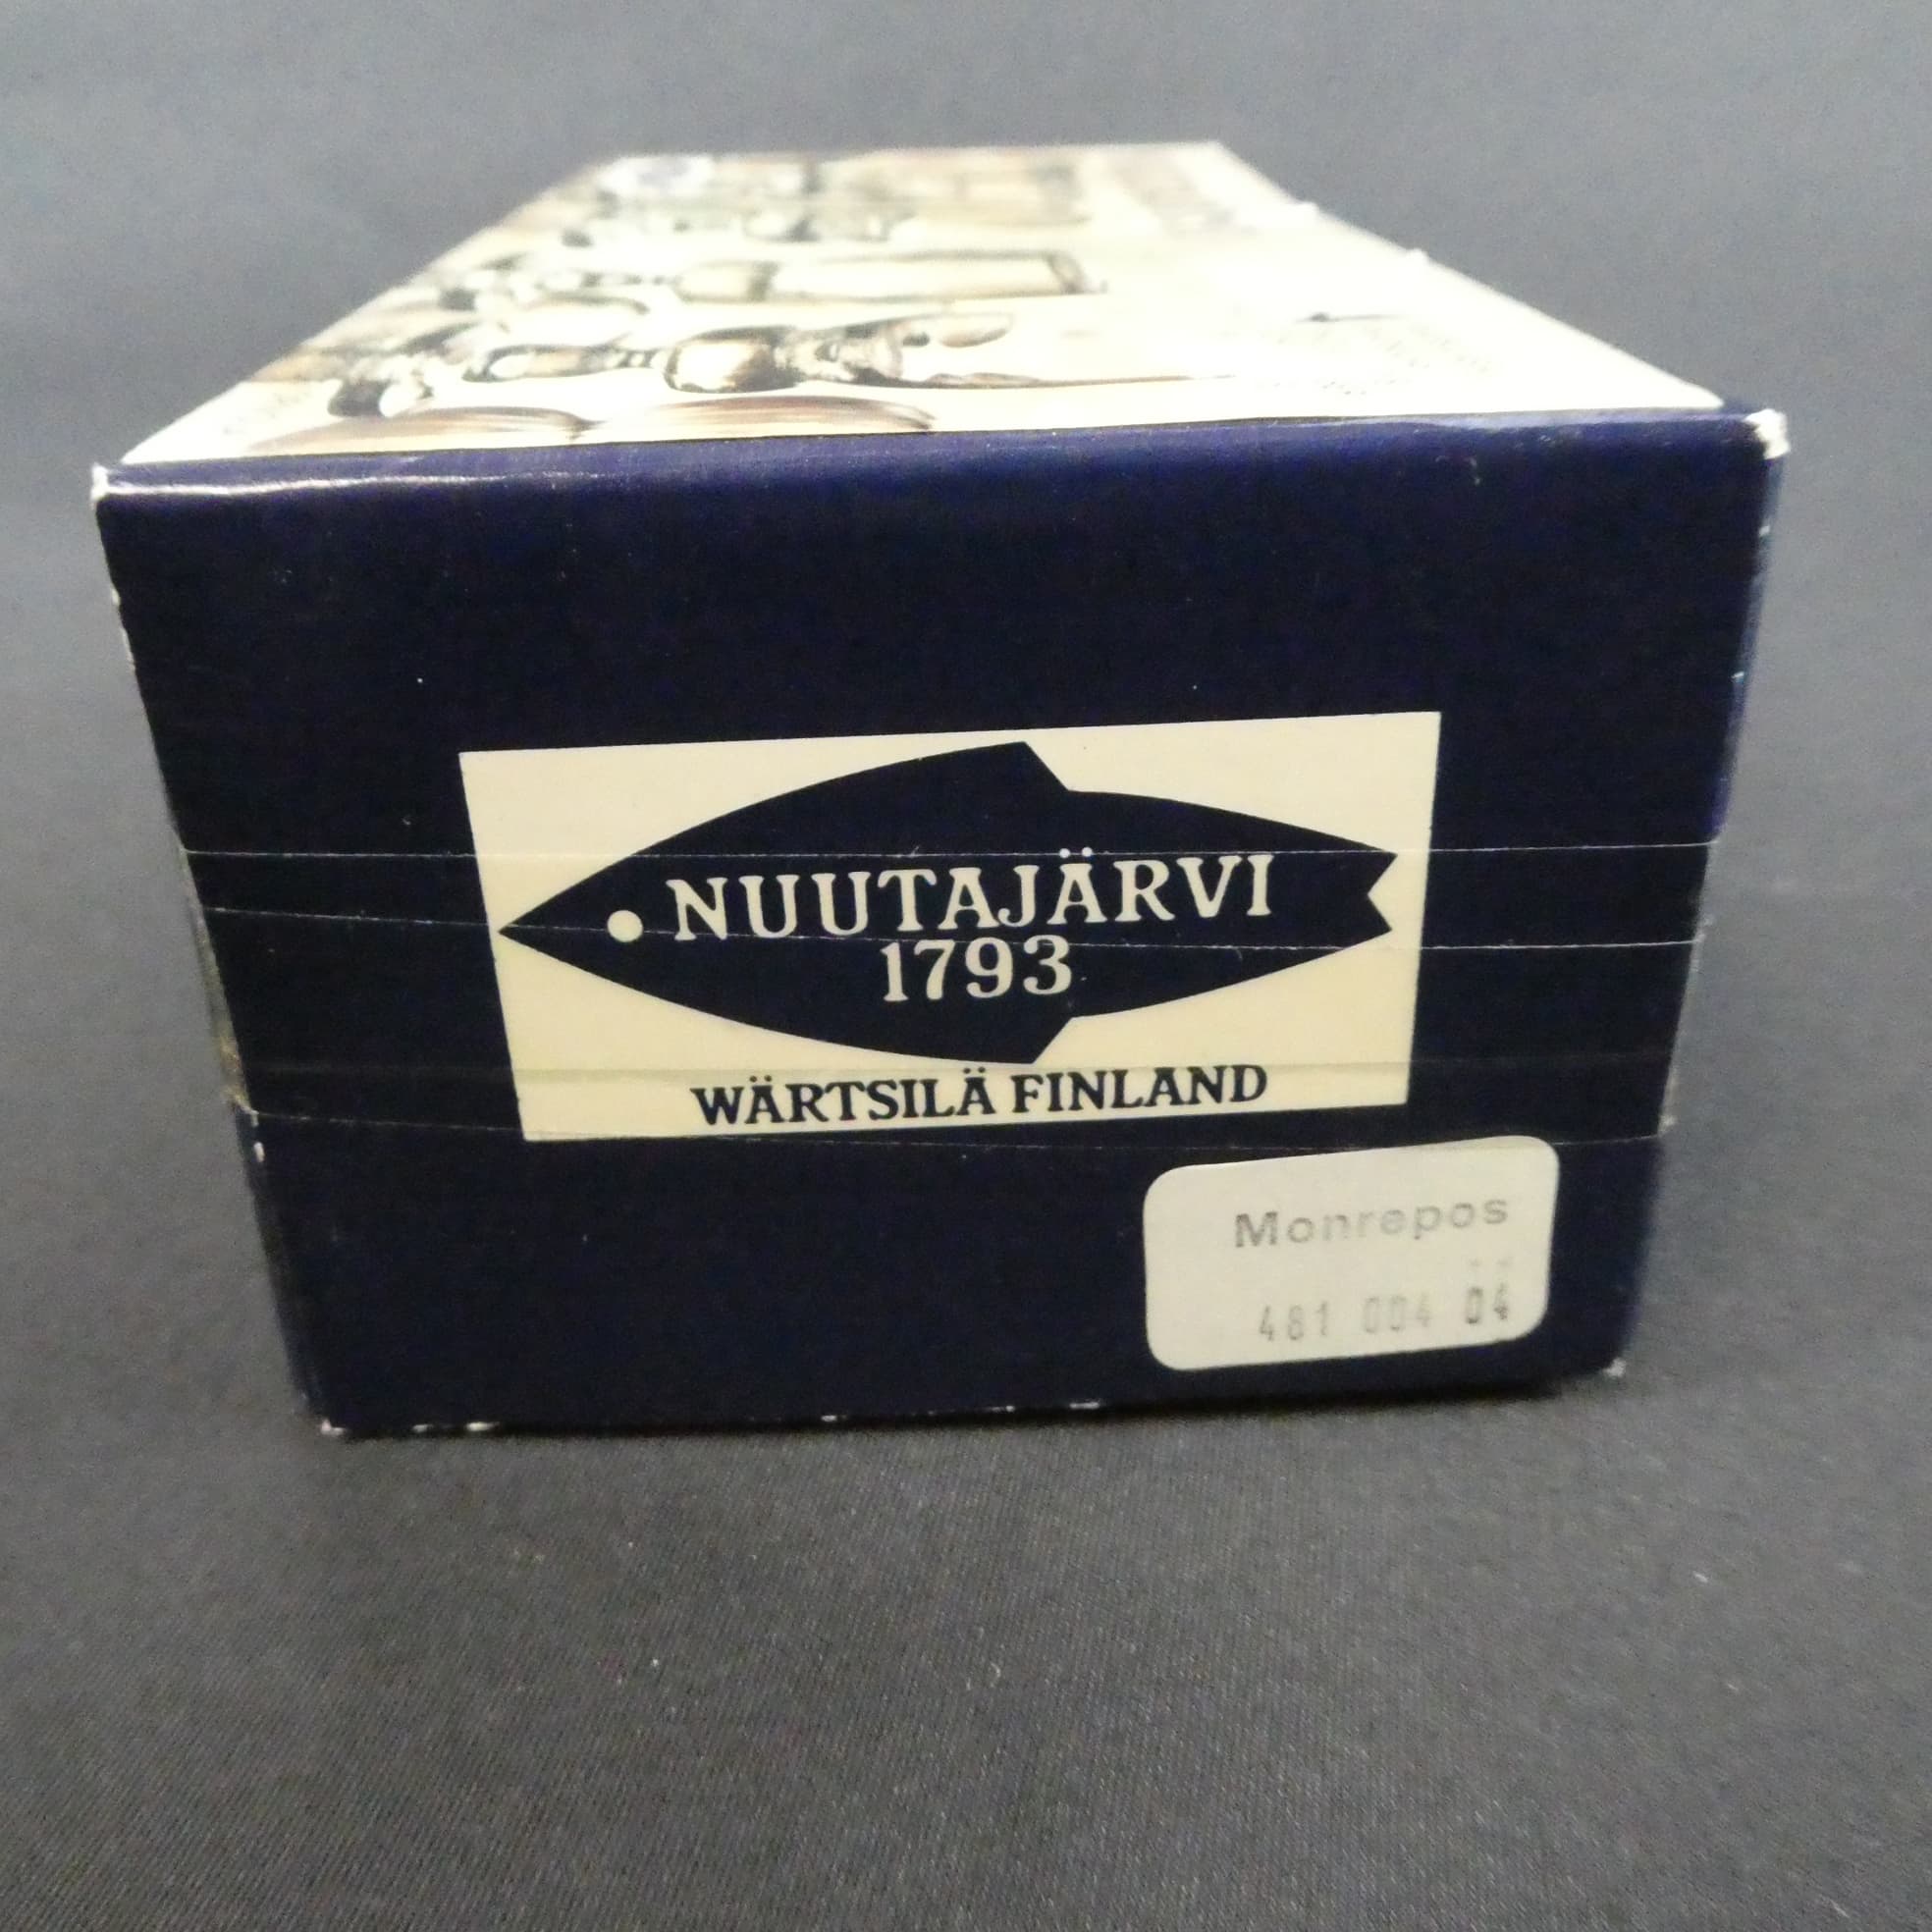 NUUTAJÄRVI
1793
WÄRTSILÄ FINLAND
Monrepos
481 004 04